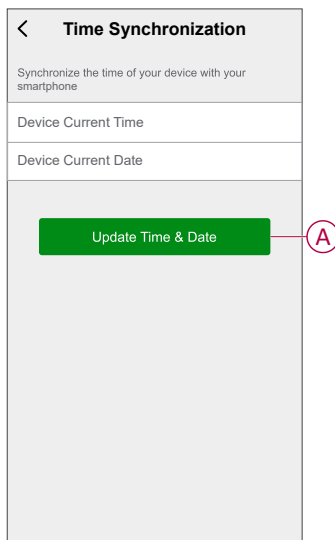 Time Synchronization
Synchronize the time of your device with your
smartphone
Device Current Time
Device Current Date
Update Time & Date
A